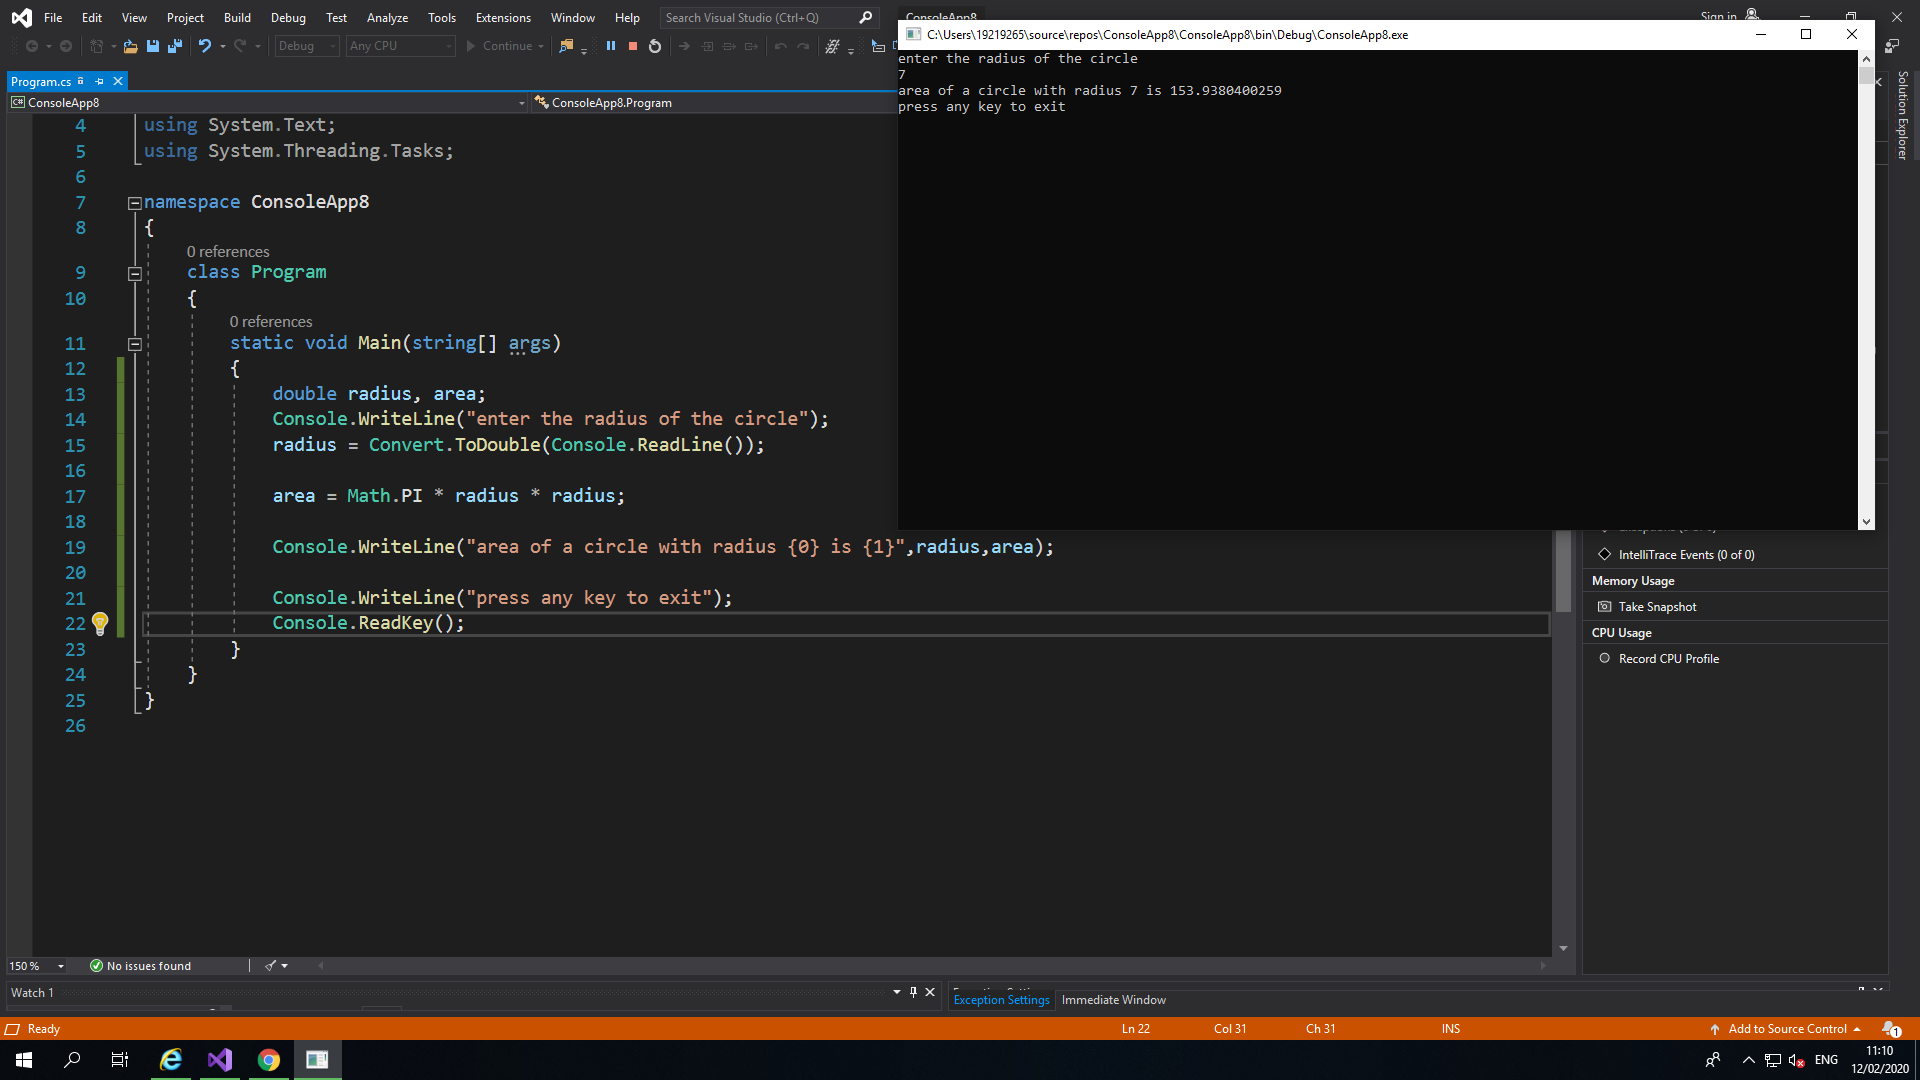 File Edit View Project Build Debug Test Analyze Tools Extensions Window Help Search Visual Studio (Ctrl+Q) ConsoleApp8 Sign in
Debug Any CPU Continue
Program.cs
ConsoleApp8 ConsoleApp8.Program
C:\Users\19219265\source\repos\ConsoleApp8\ConsoleApp8\bin\Debug\ConsoleApp8.exe
enter the radius of the circle
7
area of a circle with radius 7 is 153.9380400259
press any key to exit
Solution Explorer
4 using System.Text;
5 using System.Threading.Tasks;
6
7 namespace ConsoleApp8
8 {
0 references
9 class Program
10 {
0 references
11 static void Main(string[] args)
12 {
13 double radius, area;
14 Console.WriteLine("enter the radius of the circle");
15 radius = Convert.ToDouble(Console.ReadLine());
16
17 area = Math.PI * radius * radius;
18
19 Console.WriteLine("area of a circle with radius {0} is {1}",radius,area);
20
21 Console.WriteLine("press any key to exit");
22 Console.ReadKey();
23 }
24 }
25 }
26
IntelliTrace Events (0 of 0)
Memory Usage
Take Snapshot
CPU Usage
Record CPU Profile
150 % No issues found
Watch 1
Exception Settings Immediate Window
Ready Ln 22 Col 31 Ch 31 INS Add to Source Control 1
ENG 11:10
12/02/2020